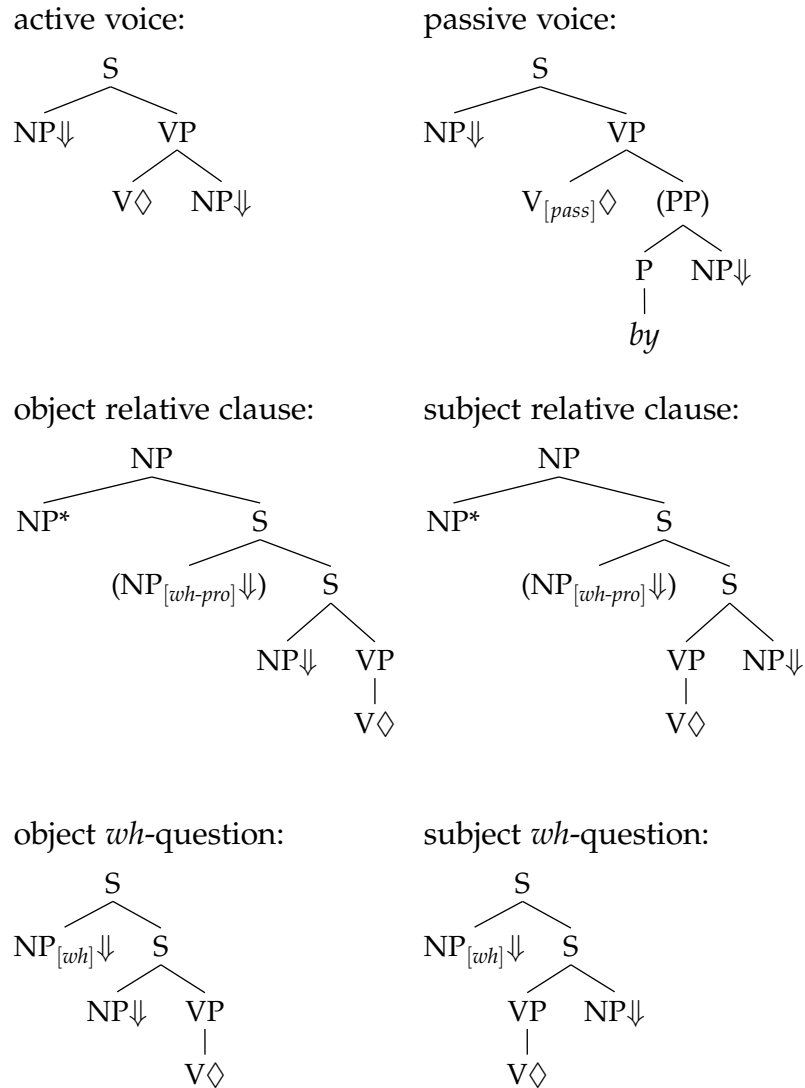 active voice: passive voice:
S S
NP⇓ VP NP⇓ VP
V◇ NP⇓ V[pass]◇ (PP)
P NP⇓
by
object relative clause: subject relative clause:
NP NP
NP* S NP* S
(NP[wh-pro]⇓) S (NP[wh-pro]⇓) S
NP⇓ VP VP NP⇓
V◇ V◇
object wh-question: subject wh-question:
S S
NP[wh]⇓ S NP[wh]⇓ S
NP⇓ VP VP NP⇓
V◇ V◇